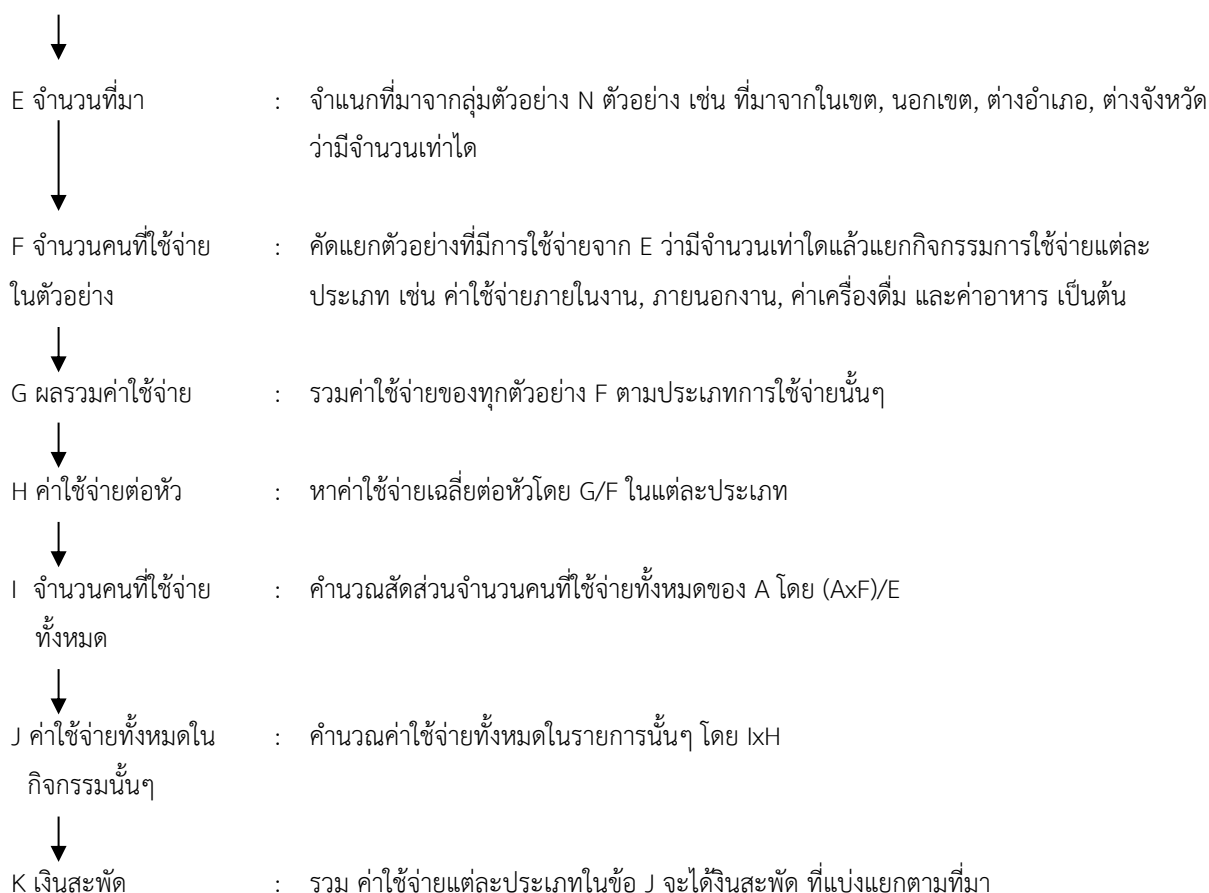 E จำนวนที่มา : จำแนกที่มาจากกลุ่มตัวอย่าง N ตัวอย่าง เช่น ที่มาจากในเขต, นอกเขต, ต่างอำเภอ, ต่างจังหวัด
ว่ามีจำนวนเท่าได
F จำนวนคนที่ใช้จ่าย : คัดแยกตัวอย่างที่มีการใช้จ่ายจาก E ว่ามีจำนวนเท่าใดแล้วแยกกิจกรรมการใช้จ่ายแต่ละ
ในตัวอย่าง ประเภท เช่น ค่าใช้จ่ายภายในงาน, ภายนอกงาน, ค่าเครื่องดื่ม และค่าอาหาร เป็นต้น
G ผลรวมค่าใช้จ่าย : รวมค่าใช้จ่ายของทุกตัวอย่าง F ตามประเภทการใช้จ่ายนั้นๆ
H ค่าใช้จ่ายต่อหัว : หาค่าใช้จ่ายเฉลี่ยต่อหัวโดย G/F ในแต่ละประเภท
I จำนวนคนที่ใช้จ่าย : คำนวณสัดส่วนจำนวนคนที่ใช้จ่ายทั้งหมดของ A โดย (AxF)/E
ทั้งหมด
J ค่าใช้จ่ายทั้งหมดใน : คำนวณค่าใช้จ่ายทั้งหมดในรายการนั้นๆ โดย IxH
กิจกรรมนั้นๆ
K เงินสะพัด : รวม ค่าใช้จ่ายแต่ละประเภทในข้อ J จะได้งินสะพัด ที่แบ่งแยกตามที่มา